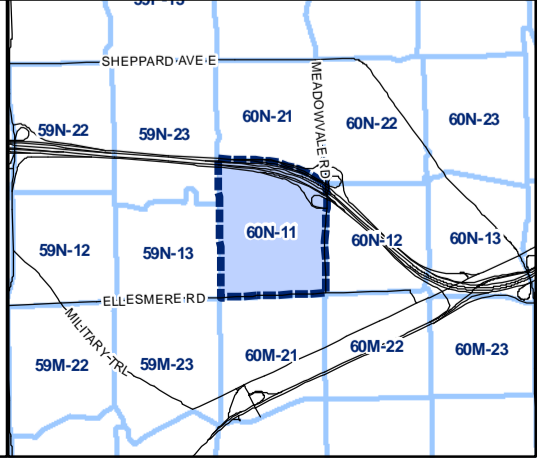 59P-13
SHEPPARD AVE E
MEADOWVALE RD
59N-22
59N-23
60N-21
60N-22
60N-23
59N-12
59N-13
60N-11
60N-12
60N-13
ELLESMERE RD
MILITARY TRL
59M-22
59M-23
60M-21
60M-22
60M-23